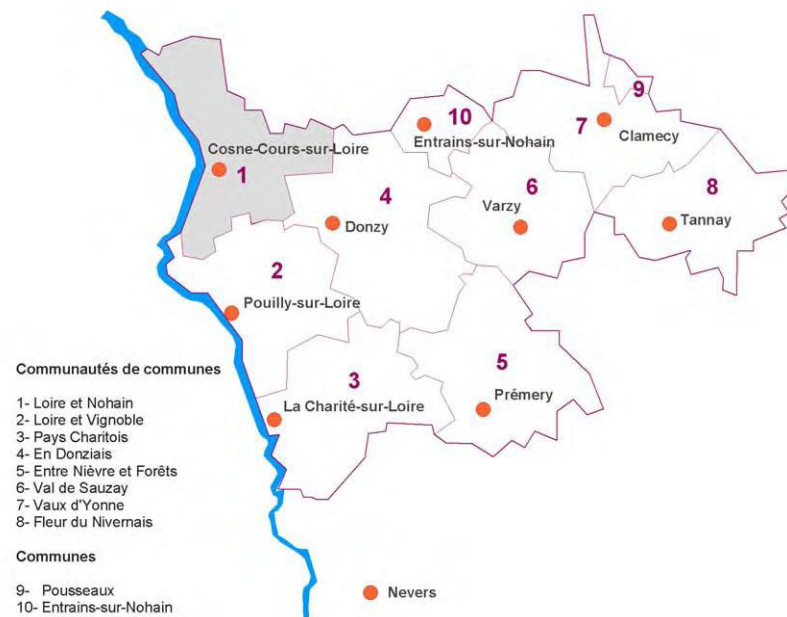 9
10
7
Clamecy
Entrains-sur-Nohain
Cosne-Cours-sur-Loire
1
4
6
8
Varzy
Donzy
Tannay
2
Pouilly-sur-Loire
5
3
Prémery
La Charité-sur-Loire
Communautés de communes
1- Loire et Nohain
2- Loire et Vignoble
3- Pays Charitois
4- En Donziais
5- Entre Nièvre et Forêts
6- Val de Sauzay
7- Vaux d'Yonne
8- Fleur du Nivernais
Communes
9- Pousseaux
10- Entrains-sur-Nohain
Nevers